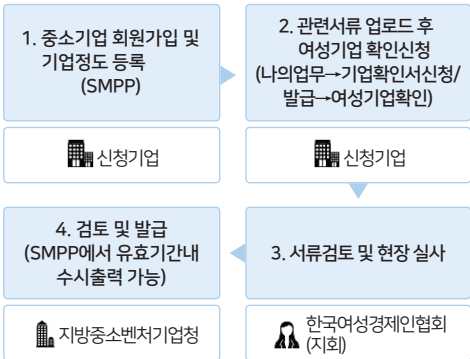 1. 중소기업 회원가입 및
기업정도 등록
(SMPP)
신청기업
2. 관련서류 업로드 후
여성기업 확인신청
(나의업무→기업확인서신청/
발급→여성기업확인)
신청기업
3. 서류검토 및 현장 실사
한국여성경제인협회
(지회)
4. 검토 및 발급
(SMPP에서 유효기간내
수시출력 가능)
지방중소벤처기업청